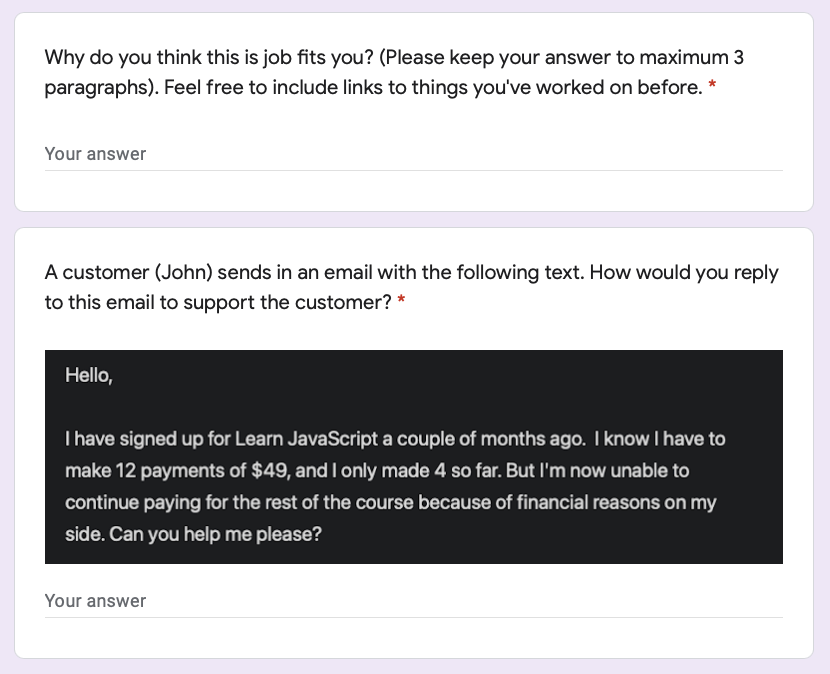 Why do you think this is job fits you? (Please keep your answer to maximum 3
paragraphs). Feel free to include links to things you've worked on before. *
Your answer
A customer (John) sends in an email with the following text. How would you reply
to this email to support the customer? *
Hello,
I have signed up for Learn JavaScript a couple of months ago.  I know I have to
make 12 payments of $49, and I only made 4 so far. But I'm now unable to
continue paying for the rest of the course because of financial reasons on my
side. Can you help me please?
Your answer